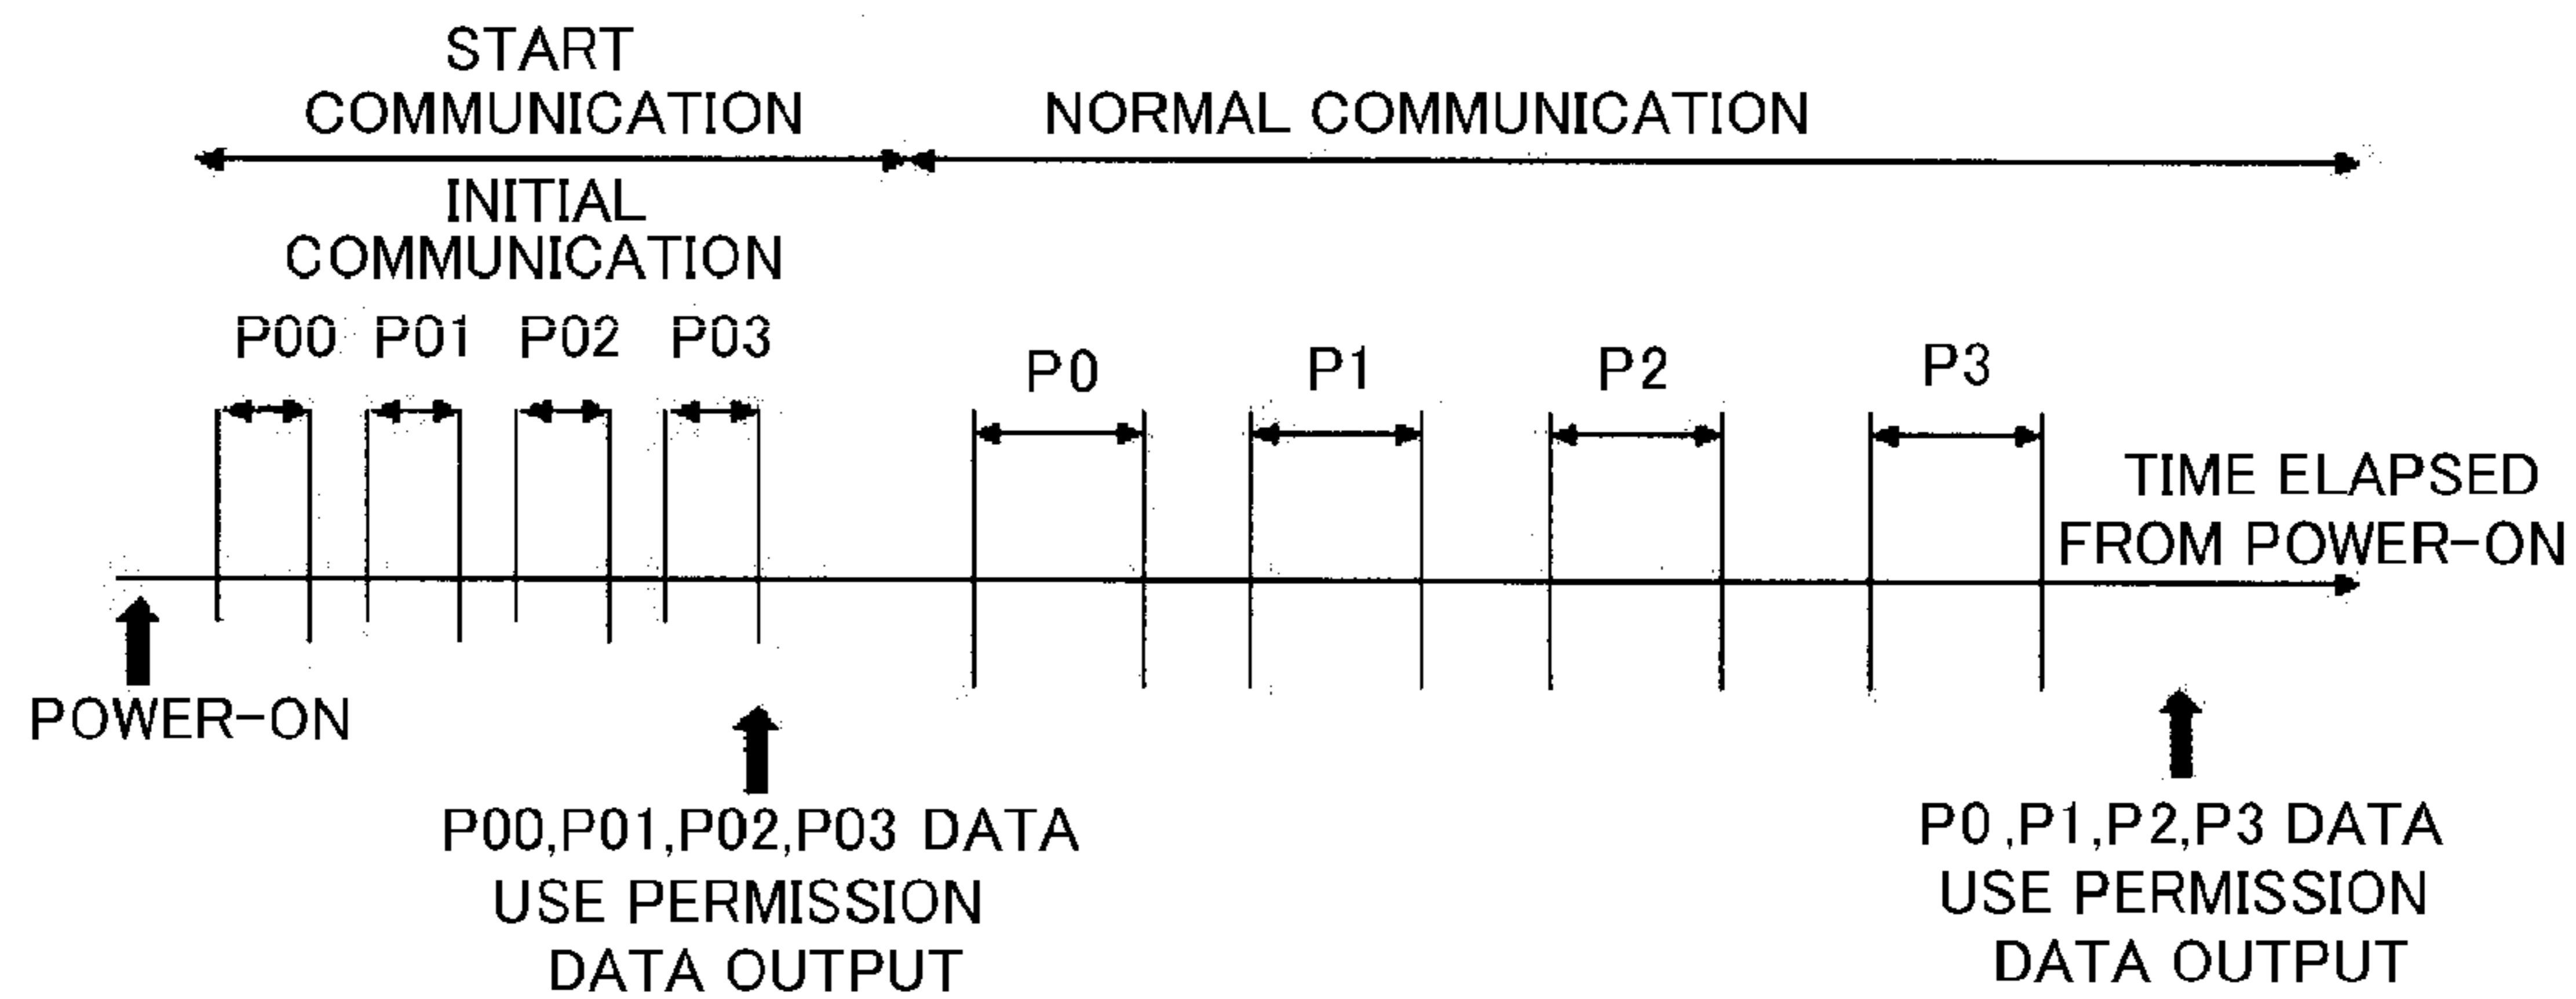 START
COMMUNICATION
NORMAL COMMUNICATION
INITIAL
COMMUNICATION
P00 P01 P02 P03
P0 P1 P2 P3
TIME ELAPSED
FROM POWER-ON
POWER-ON
P00,P01,P02,P03 DATA
USE PERMISSION
DATA OUTPUT
P0,P1,P2,P3 DATA
USE PERMISSION
DATA OUTPUT